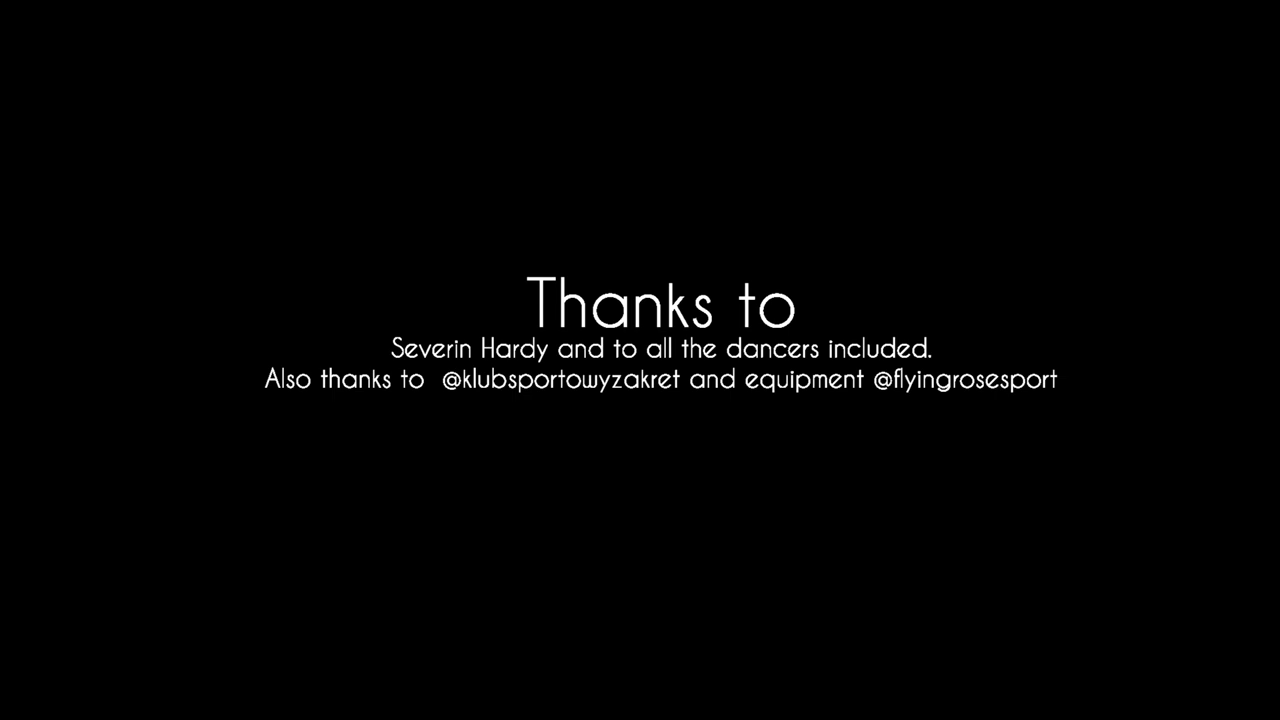 Thanks to
Severin Hardy and to all the dancers included.
Also thanks to @klubsportowyzakret and equipment @flyingrosesport